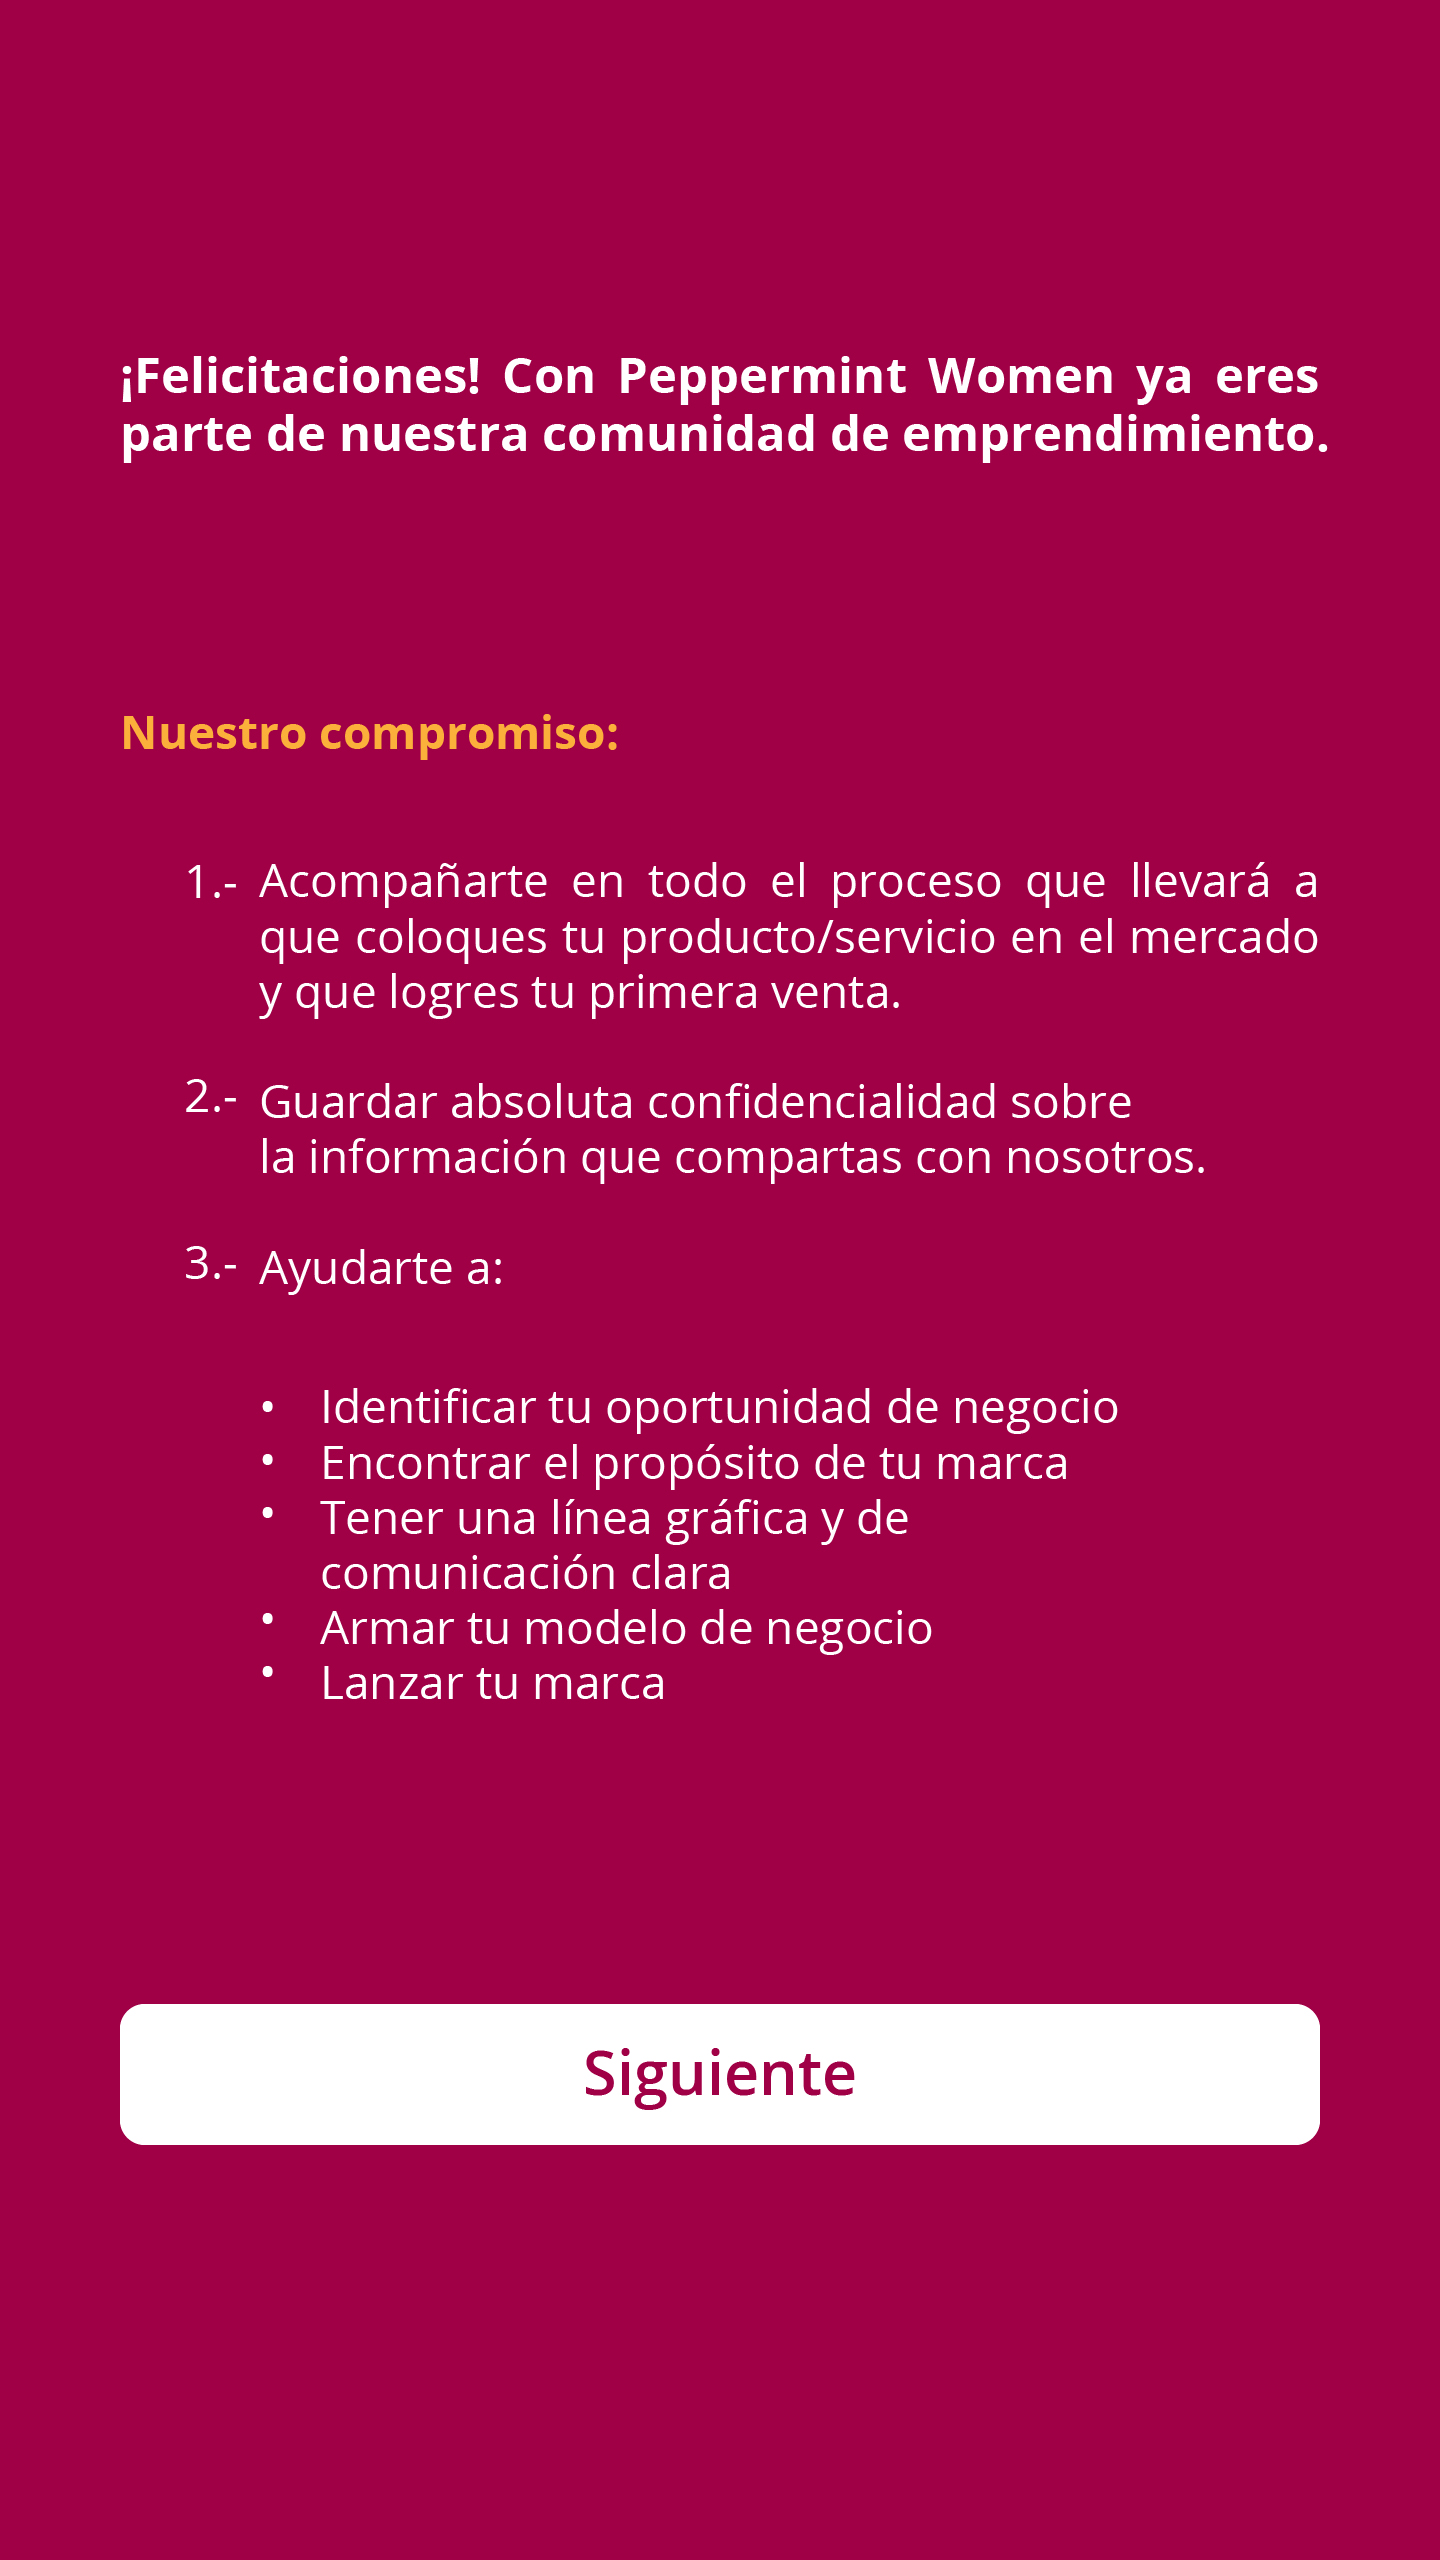 ¡Felicitaciones! Con Peppermint Women ya eres
parte de nuestra comunidad de emprendimiento.
Nuestro compromiso:
1.- Acompañarte en todo el proceso que llevará a
que coloques tu producto/servicio en el mercado
y que logres tu primera venta.
2.- Guardar absoluta confidencialidad sobre
la información que compartas con nosotros.
3.- Ayudarte a:
• Identificar tu oportunidad de negocio
• Encontrar el propósito de tu marca
• Tener una línea gráfica y de
comunicación clara
• Armar tu modelo de negocio
• Lanzar tu marca
Siguiente